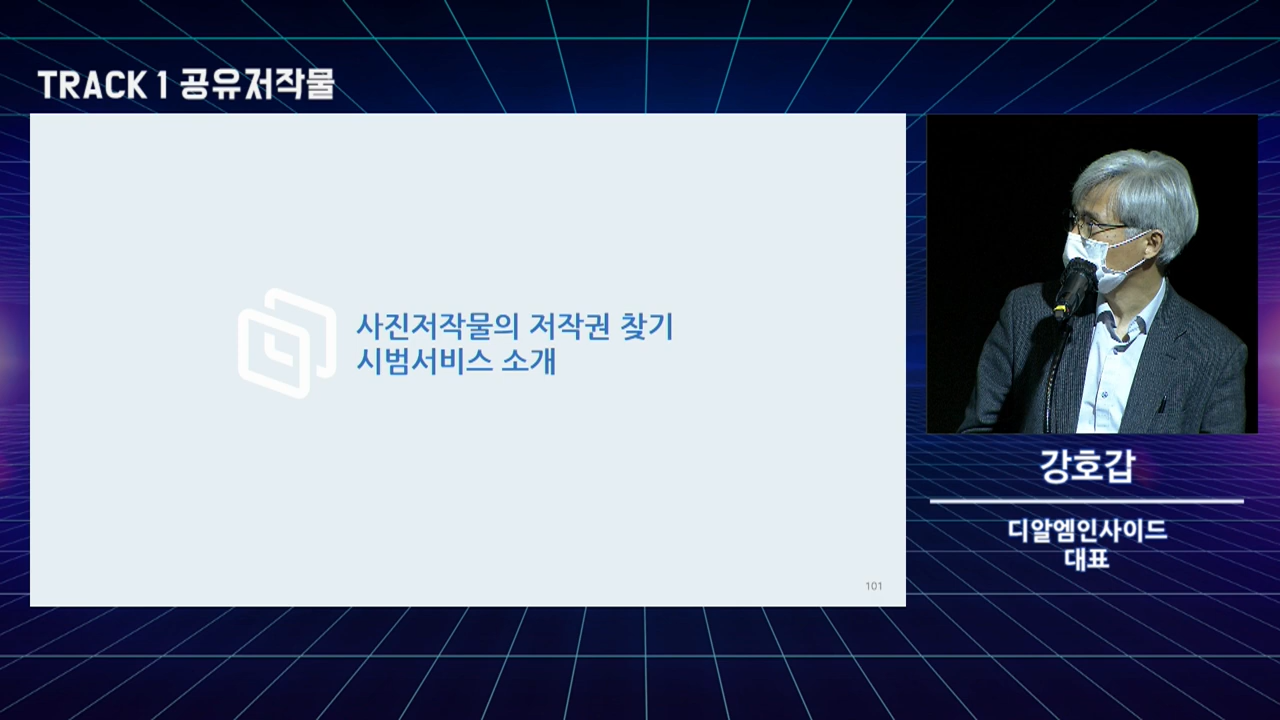 TRACK 1 공유저작물
사진저작물의 저작권 찾기
시범서비스 소개
101
강호갑
디알엠인사이드
대표